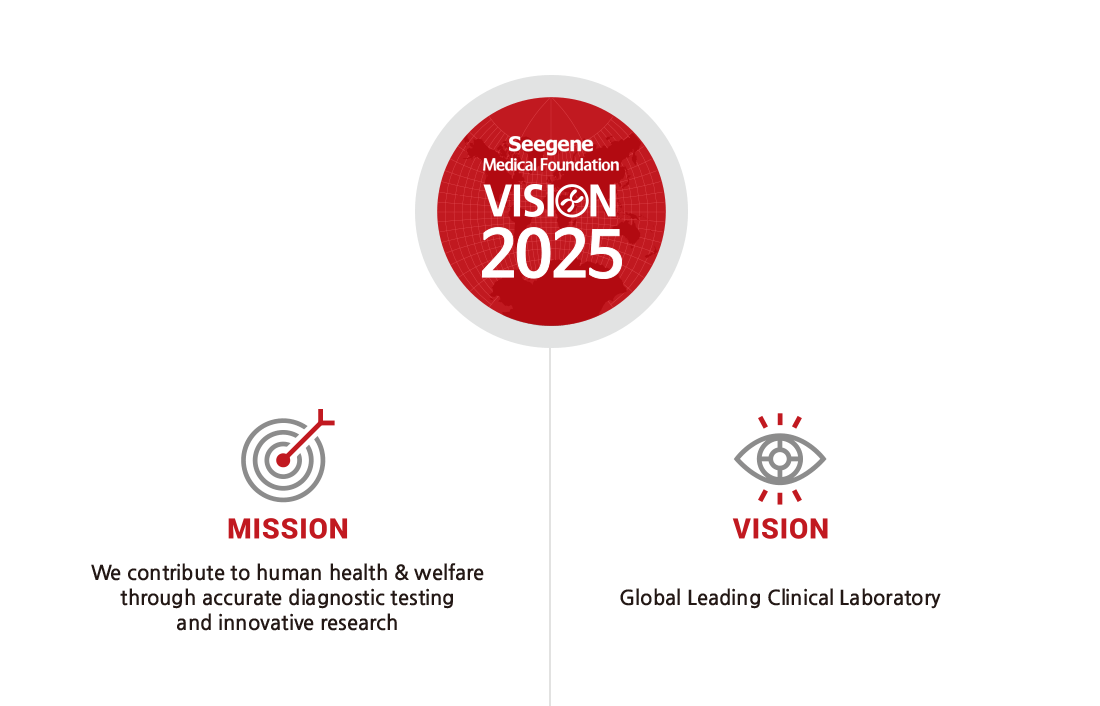 Seegene
Medical Foundation
VISION
2025
MISSION
We contribute to human health & welfare
through accurate diagnostic testing
and innovative research
VISION
Global Leading Clinical Laboratory